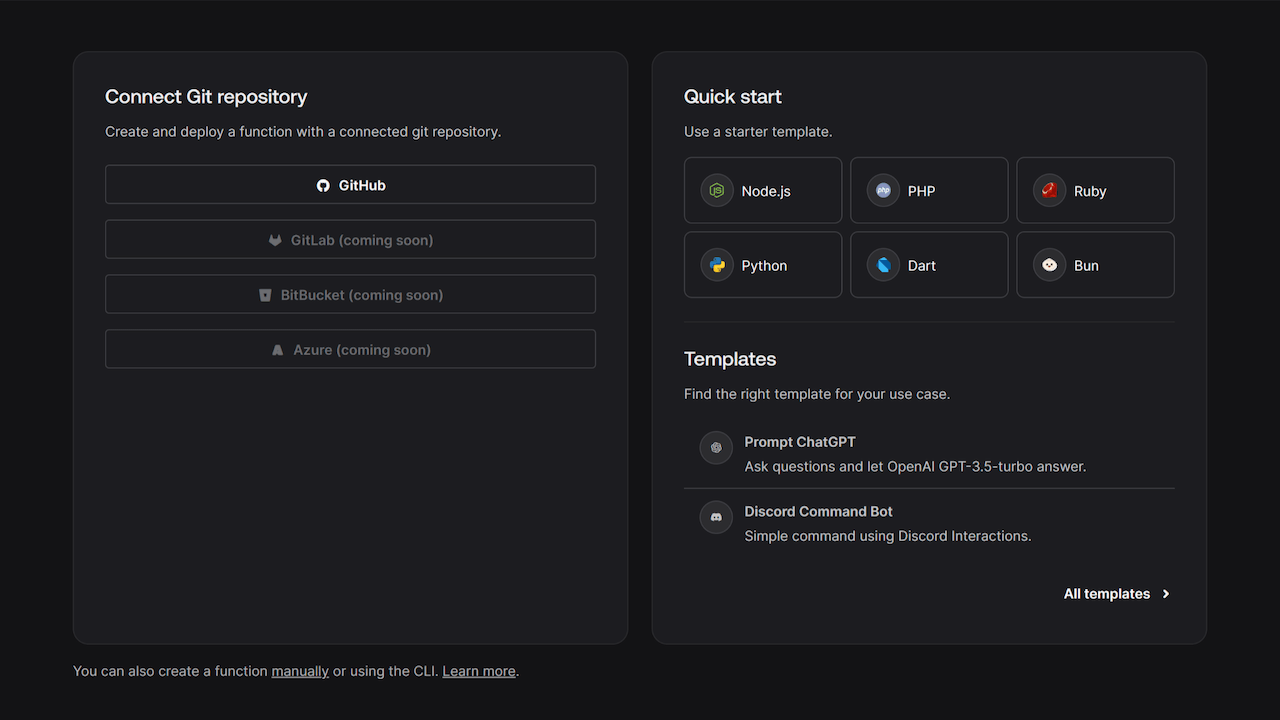 Connect Git repository
Create and deploy a function with a connected git repository.
GitHub
GitLab (coming soon)
BitBucket (coming soon)
Azure (coming soon)
Quick start
Use a starter template.
Node.js
PHP
Ruby
Python
Dart
Bun
Templates
Find the right template for your use case.
Prompt ChatGPT
Ask questions and let OpenAI GPT-3.5-turbo answer.
Discord Command Bot
Simple command using Discord Interactions.
All templates
You can also create a function manually or using the CLI. Learn more.